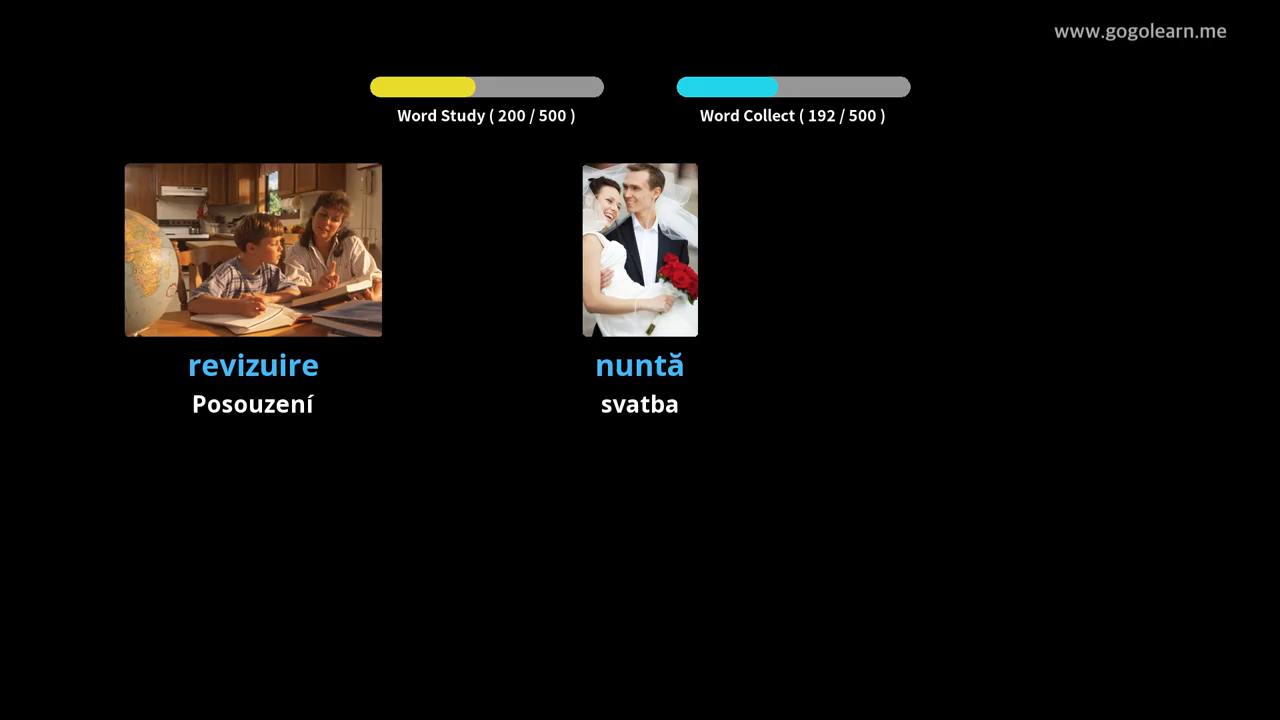 www.gogolearn.me
Word Study ( 200 / 500 )
Word Collect ( 192 / 500 )
revizuire
Posouzení
nuntă
svatba